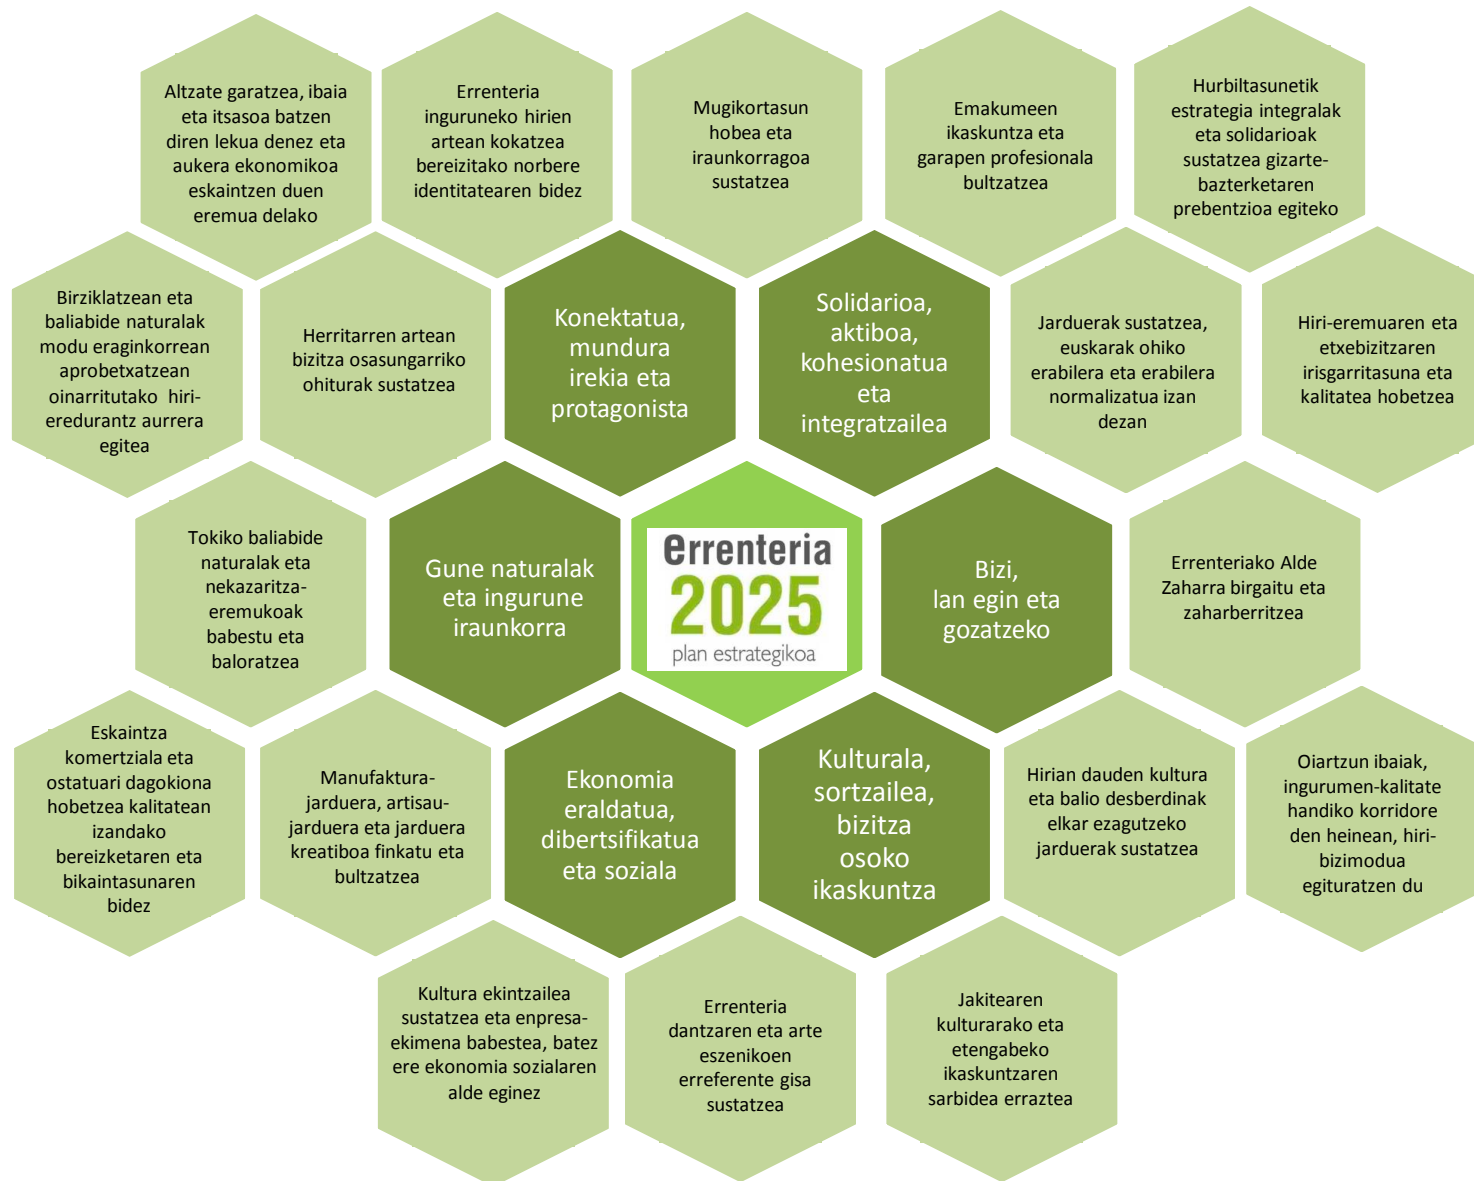 Altzate garatzea, ibaia
eta itsasoa batzen
diren lekua denez eta
aukera ekonomikoa
eskaintzen duen
eremua delako
Errenteria
inguruneko hirien
artean kokatzea
bereizitako norbere
identitatearen bidez
Mugikortasun
hobea eta
iraunkorragoa
sustatzea
Emakumeen
ikaskuntza eta
garapen profesionala
bultzatzea
Hurbiltasunetik
estrategia integralak
eta solidarioak
sustatzea gizarte-
bazterketaren
prebentzioa egiteko
Birziklatzean eta
baliabide naturalak
modu eraginkorrean
aprobetxatzean
oinarritutako hiri-
eredurantz aurrera
egitea
Herritarren artean
bizitza osasungarriko
ohiturak sustatzea
Konektatua,
mundura
irekia eta
protagonista
Solidarioa,
aktiboa,
kohesionatua
eta
integratzailea
Jarduerak sustatzea,
euskarak ohiko
erabilera eta erabilera
normalizatua izan
dezan
Hiri-eremuaren eta
etxebizitzaren
irisgarritasuna eta
kalitatea hobetzea
Tokiko baliabide
naturalak eta
nekazaritza-
eremukoak
babestu eta
baloratzea
Gune naturalak
eta ingurune
iraunkorra
errenteria
2025
plan estrategikoa
Bizi,
lan egin eta
gozatzeko
Errenteriako Alde
Zaharra birgaitu eta
zaharberritzea
Eskaintza
komertziala eta
ostatuari dagokiona
hobetzea kalitatean
izandako
bereizketaren eta
bikaintasunaren
bidez
Manufaktura-
jarduera, artisau-
jarduera eta jarduera
kreatiboa finkatu eta
bultzatzea
Ekonomia
eraldatua,
dibertsifikatua
eta soziala
Kulturala,
sortzailea,
bizitza
osoko
ikaskuntza
Hirian dauden kultura
eta balio desberdinak
elkar ezagutzeko
jarduerak sustatzea
Oiartzun ibaiak,
ingurumen-kalitate
handiko korridore
den heinean, hiri-
bizimodua
egituratzen du
Kultura ekintzailea
sustatzea eta enpresa-
ekimena babestea, batez
ere ekonomia sozialaren
alde eginez
Errenteria
dantzaren eta arte
eszenikoen
erreferente gisa
sustatzea
Jakitearen
kulturarako eta
etengabeko
ikaskuntzaren
sarbidea erraztea